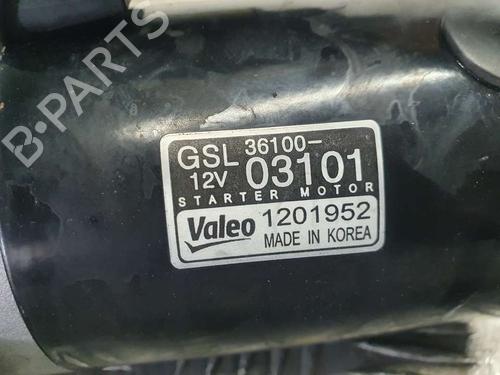 GSL 36100-
12V 03101
STARTER MOTOR
Valeo 1201952
MADE IN KOREA
B-PARTS